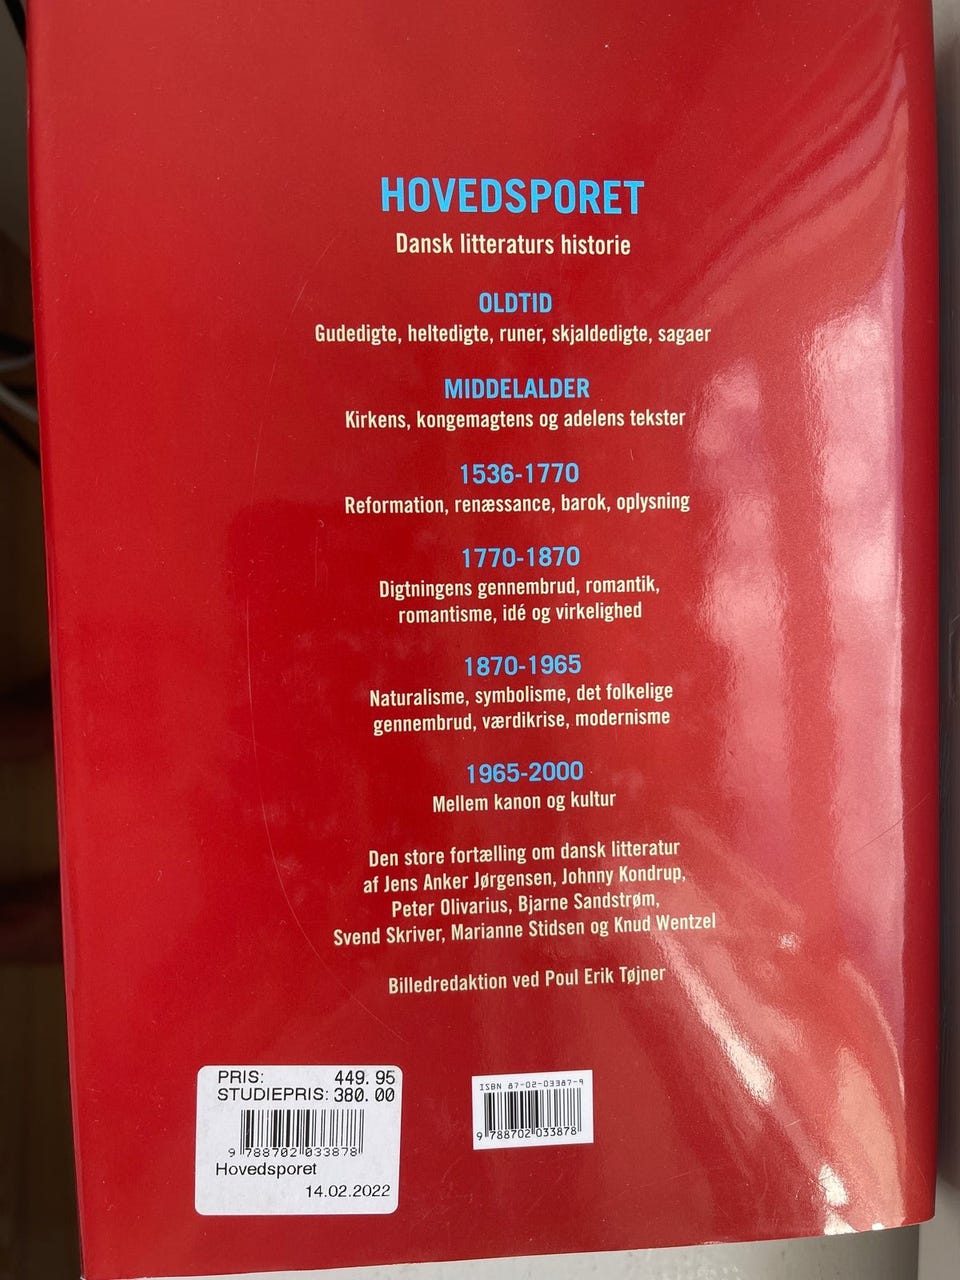 HOVEDSPORET
Dansk litteraturs historie
OLDTID
Gudedigte, heltedigte, runer, skjaldedigte, sagaer
MIDDELALDER
Kirkens, kongemagtens og adelens tekster
1536-1770
Reformation, renæssance, barok, oplysning
1770-1870
Digtningens gennembrud, romantik,
romantisme, idé og virkelighed
1870-1965
Naturalisme, symbolisme, det folkelige
gennembrud, værdikrise, modernisme
1965-2000
Mellem kanon og kultur
Den store fortælling om dansk litteratur
af Jens Anker Jørgensen, Johnny Kondrup,
Peter Olivarius, Bjarne Sandstrøm,
Svend Skriver, Marianne Stidsen og Knud Wentzel
Billedredaktion ved Poul Erik Tøjner
PRIS: 449.95
STUDIEPRIS: 380.00
9 788702 033878
Hovedsporet
14.02.2022
ISBN 87-02-03387-9
9 788702 033878